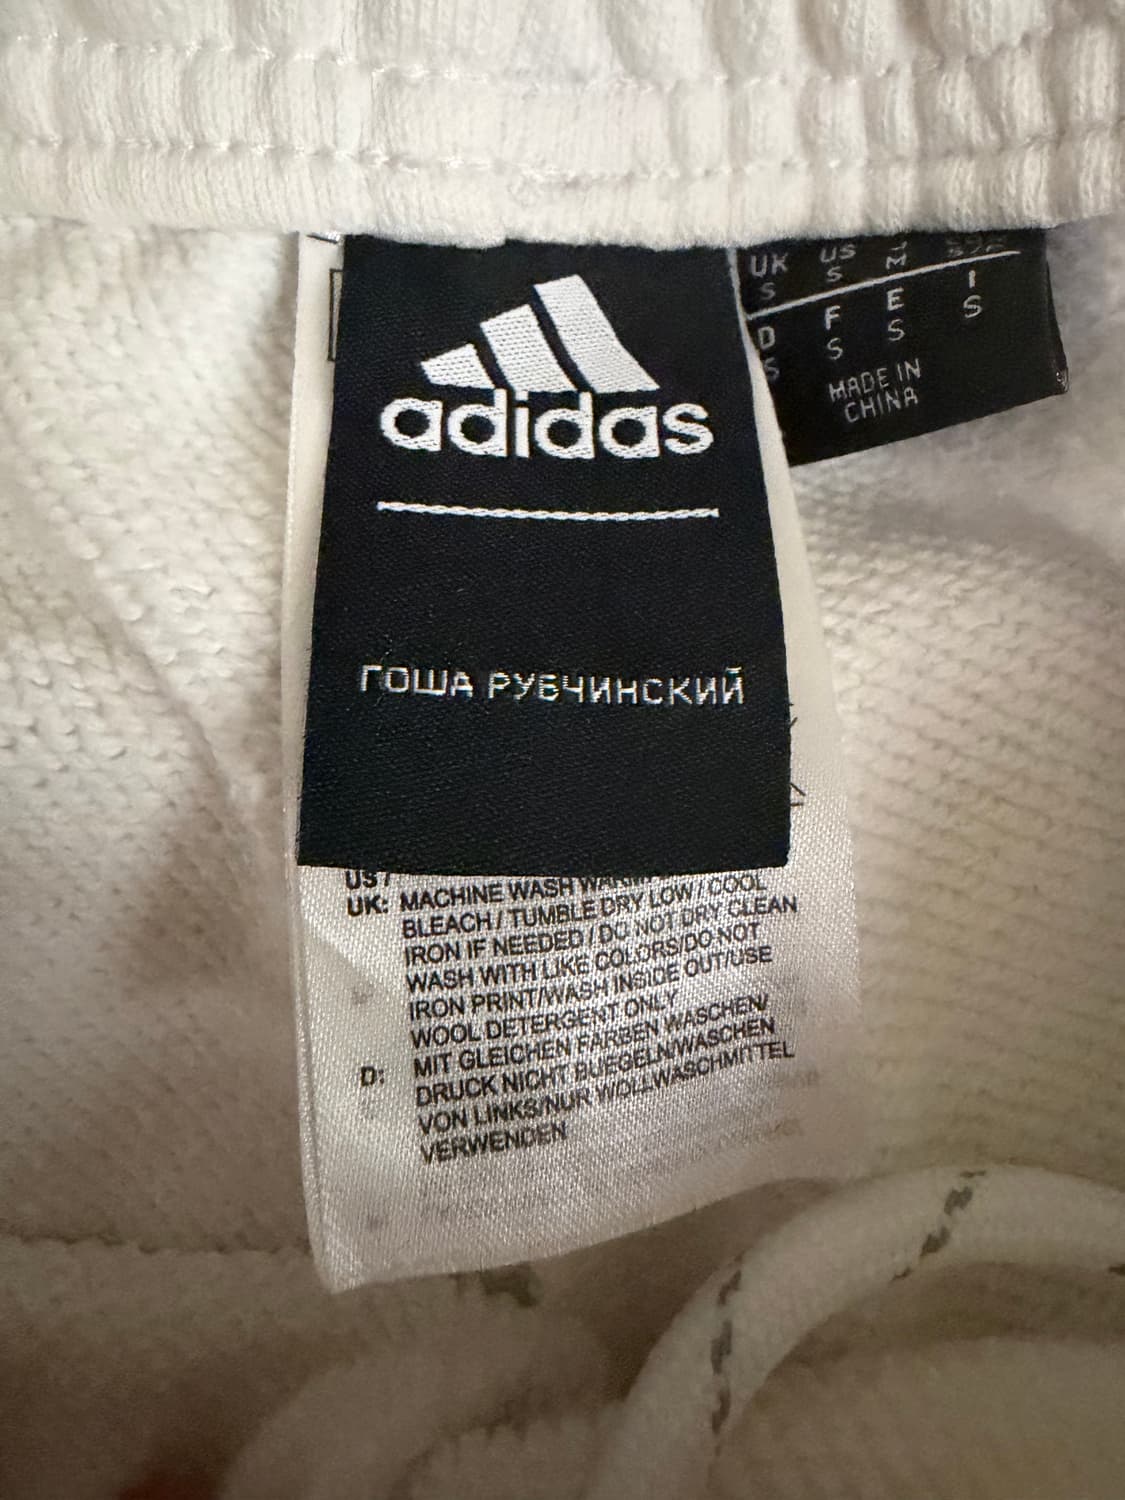 adidas
ГОША РУБЧИНСКИЙ
UK US J
S S M
D F E I
S S S S
MADE IN
CHINA
US /
UK: MACHINE WASH WARM
BLEACH / TUMBLE DRY LOW / COOL
IRON IF NEEDED / DO NOT DRY CLEAN
WASH WITH LIKE COLORS/DO NOT
IRON PRINT/WASH INSIDE OUT/USE
WOOL DETERGENT ONLY
D: MIT GLEICHEN FARBEN WASCHEN/
DRUCK NICHT BUEGELN/WASCHEN
VON LINKS/NUR WOLLWASCHMITTEL
VERWENDEN